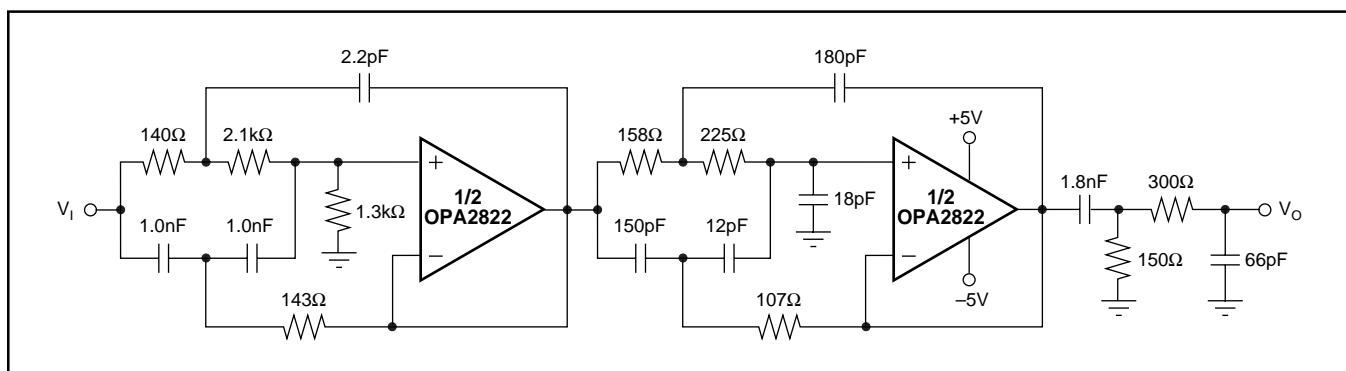 2.2pF
180pF
140Ω
2.1kΩ
158Ω
225Ω
+5V
+
1/2
OPA2822
−
+
1/2
OPA2822
−
1.8nF
300Ω
V_I
1.3kΩ
18pF
V_O
1.0nF
1.0nF
150pF
12pF
150Ω
66pF
143Ω
107Ω
–5V